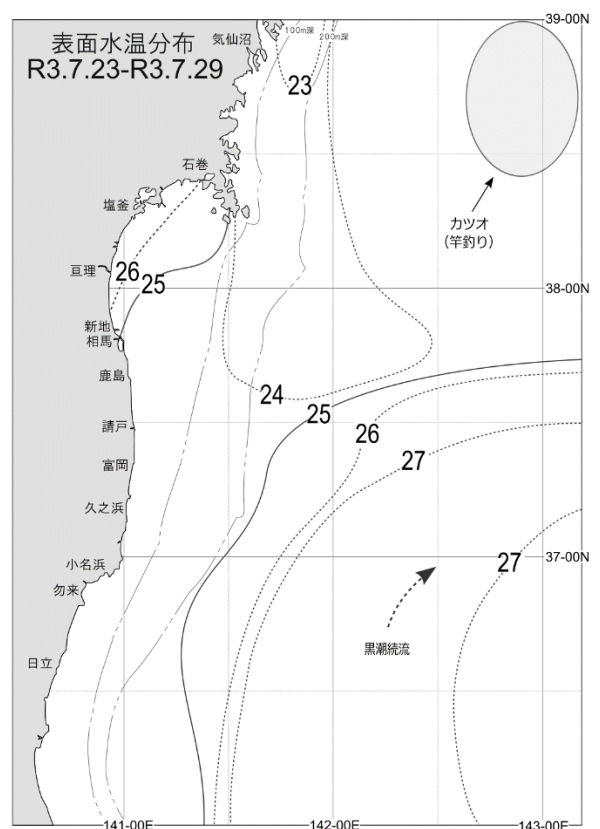 表面水温分布
R3.7.23-R3.7.29
気仙沼
100m深
200m深
39-00N
23
石巻
塩釜
カツオ
(竿釣り)
亘理
26
25
38-00N
新地
相馬
鹿島
24
25
請戸
26
27
富岡
久之浜
小名浜
37-00N
27
勿来
黒潮続流
日立
141-00E
142-00E
143-00E